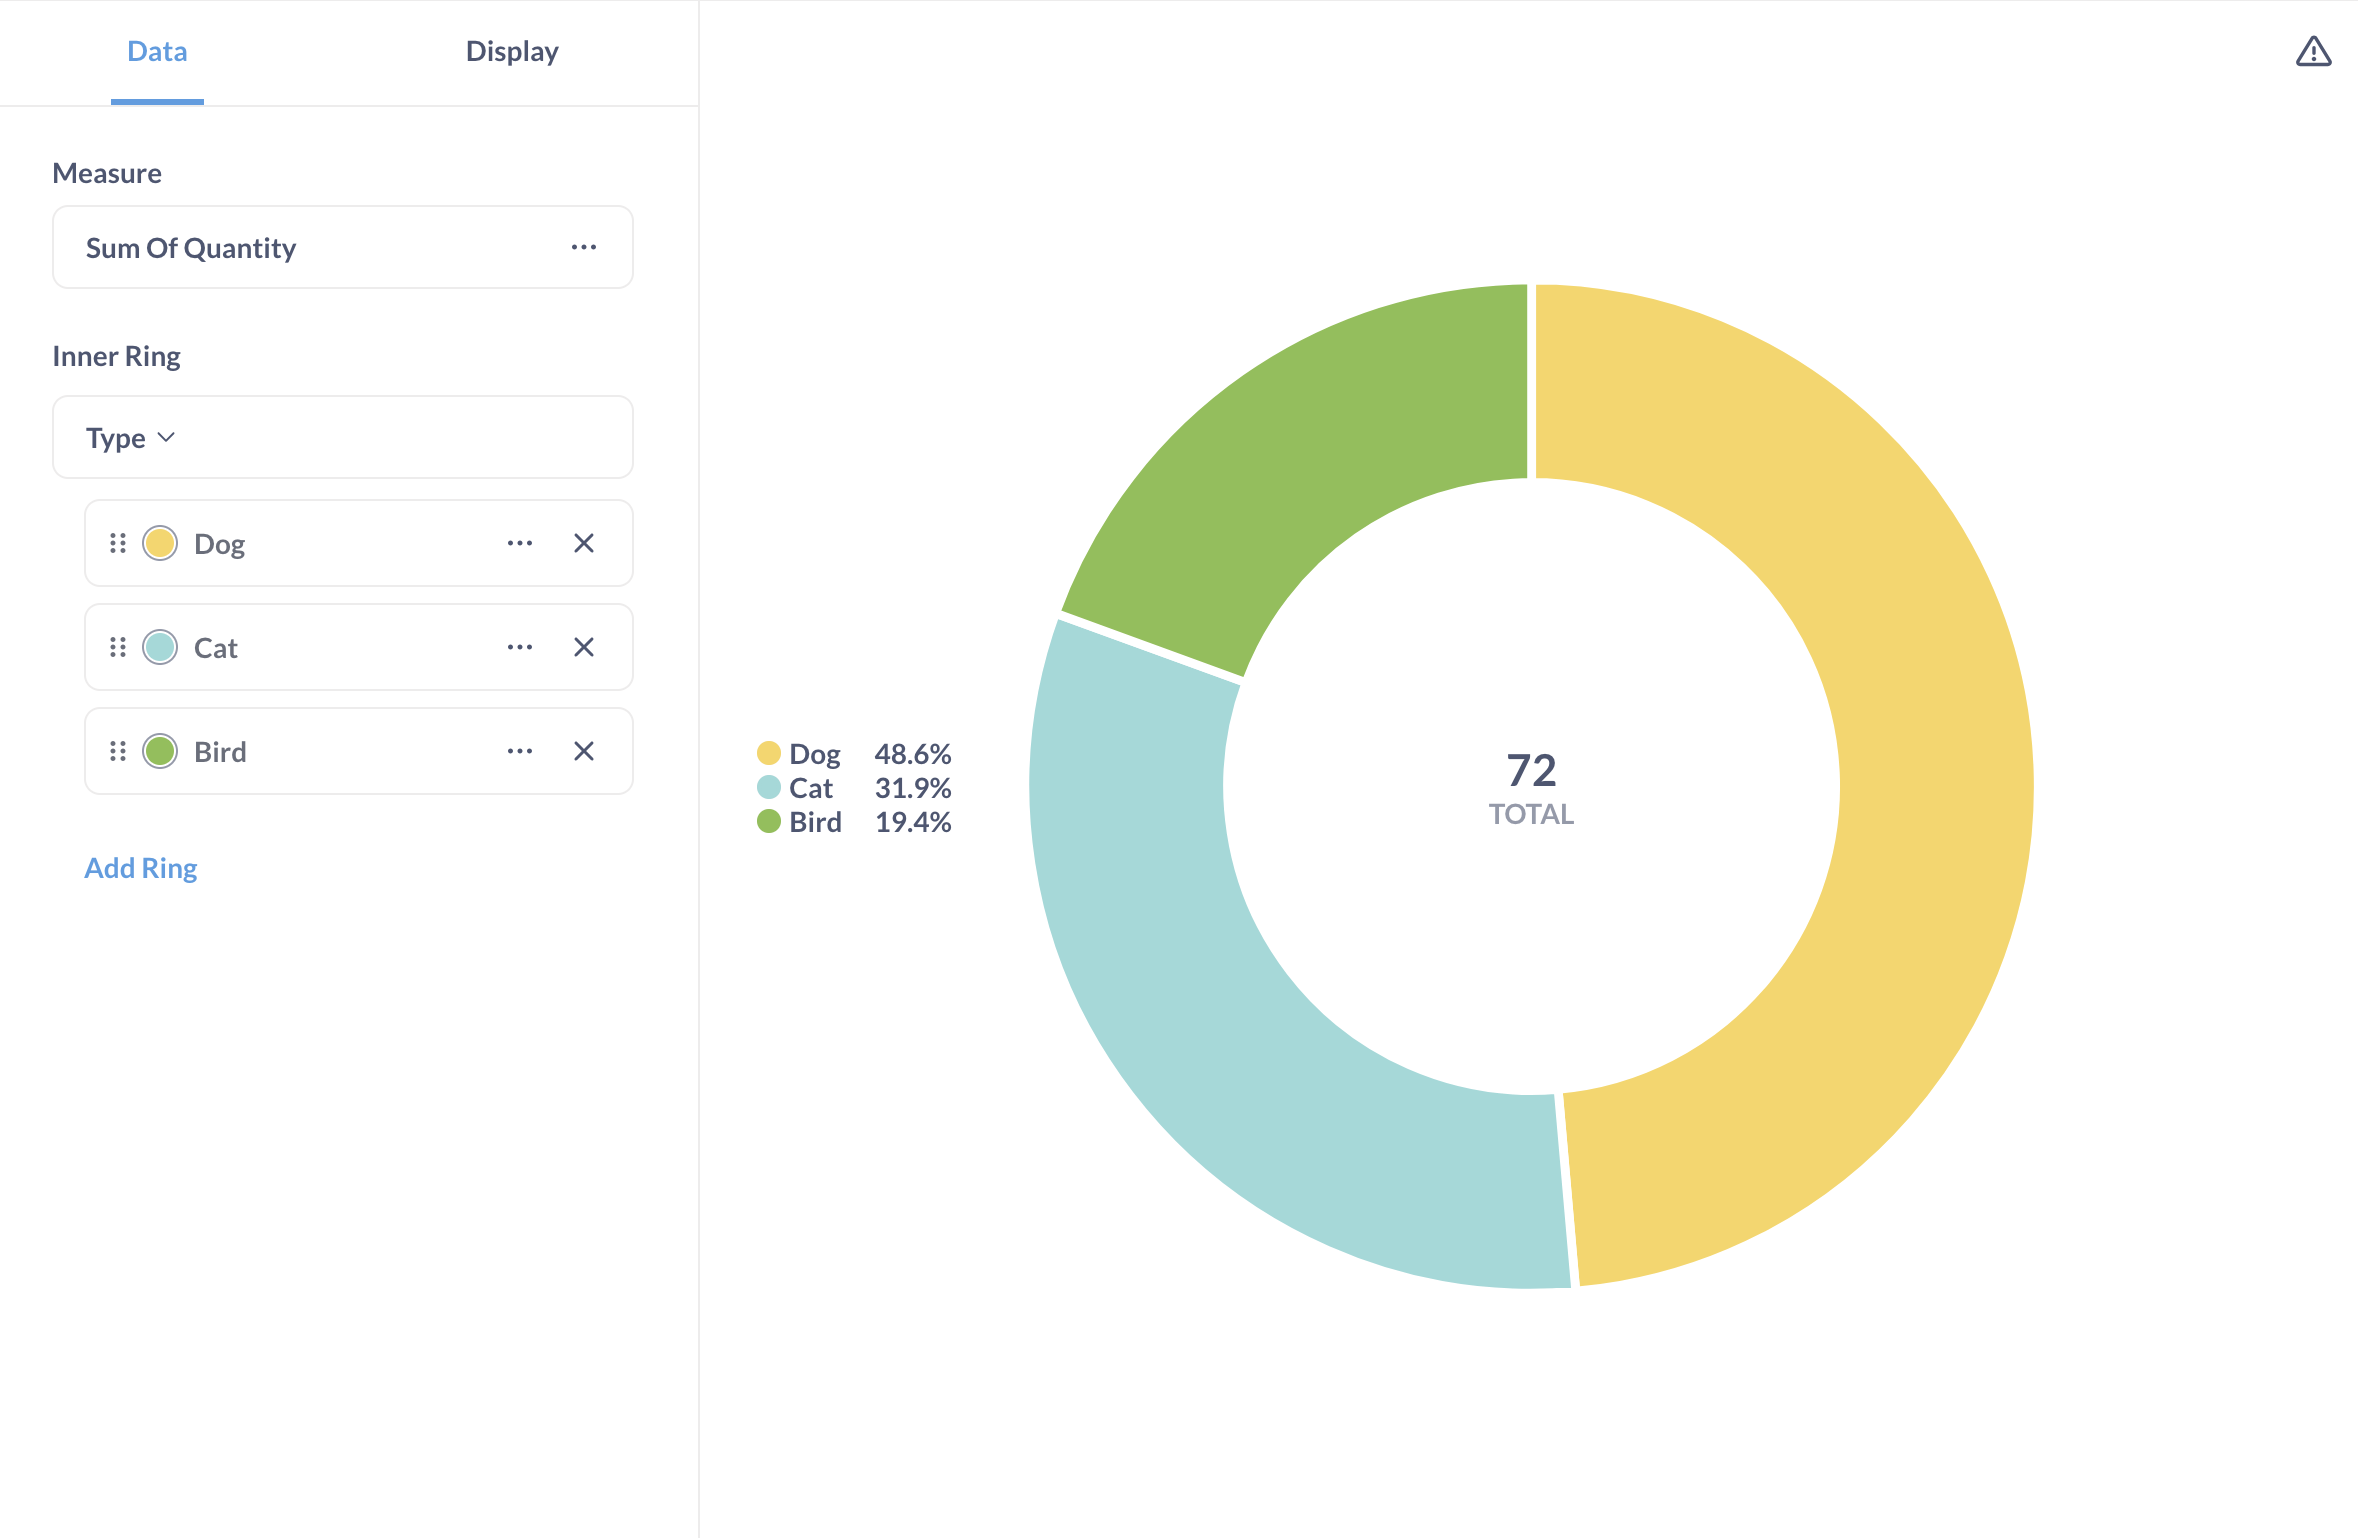 Data
Display
Measure
Sum Of Quantity
Inner Ring
Type
Dog
Cat
Bird
Add Ring
Dog 48.6%
Cat 31.9%
Bird 19.4%
72
TOTAL